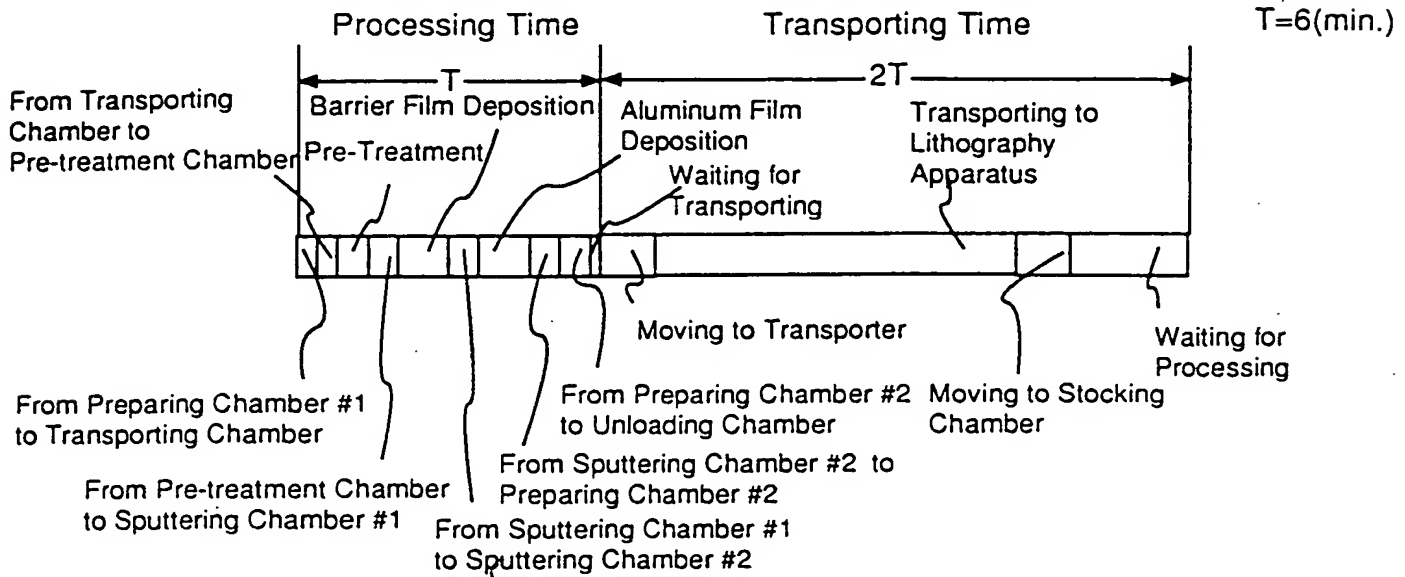 Processing Time
Transporting Time
T=6(min.)
T
2T
From Transporting
Chamber to
Pre-treatment Chamber
Barrier Film Deposition
Pre-Treatment
Aluminum Film
Deposition
Waiting for
Transporting
Transporting to
Lithography
Apparatus
Moving to Transporter
Waiting for
Processing
From Preparing Chamber #1
to Transporting Chamber
From Preparing Chamber #2
to Unloading Chamber
Moving to Stocking
Chamber
From Pre-treatment Chamber
to Sputtering Chamber #1
From Sputtering Chamber #2 to
Preparing Chamber #2
From Sputtering Chamber #1
to Sputtering Chamber #2